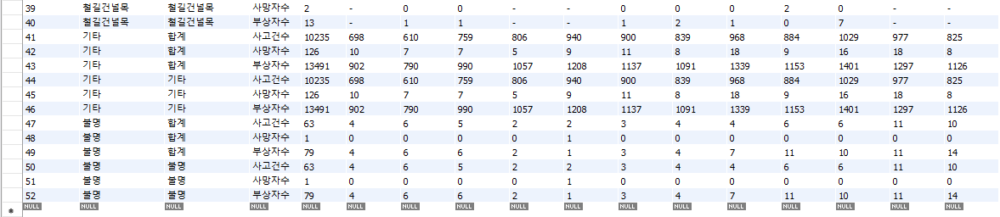 39 철길건널목 철길건널목 사망자수 2 - 0 0 0 0 0 0 0 2 0 - -
40 철길건널목 철길건널목 부상자수 13 - 1 1 - - 1 2 1 0 7 - -
41 기타 합계 사고건수 10235 698 610 759 806 940 900 839 968 884 1029 977 825
42 기타 합계 사망자수 126 10 7 7 5 9 11 8 18 9 16 18 8
43 기타 합계 부상자수 13491 902 790 990 1057 1208 1137 1091 1339 1153 1401 1297 1126
44 기타 기타 사고건수 10235 698 610 759 806 940 900 839 968 884 1029 977 825
45 기타 기타 사망자수 126 10 7 7 5 9 11 8 18 9 16 18 8
46 기타 기타 부상자수 13491 902 790 990 1057 1208 1137 1091 1339 1153 1401 1297 1126
47 불명 합계 사고건수 63 4 6 5 2 2 3 4 4 6 6 11 10
48 불명 합계 사망자수 1 0 0 0 0 1 0 0 0 0 0 0 0
49 불명 합계 부상자수 79 4 6 6 2 1 3 4 7 11 10 11 14
50 불명 불명 사고건수 63 4 6 5 2 2 3 4 4 6 6 11 10
51 불명 불명 사망자수 1 0 0 0 0 1 0 0 0 0 0 0 0
52 불명 불명 부상자수 79 4 6 6 2 1 3 4 7 11 10 11 14
NULL NULL NULL NULL NULL NULL NULL NULL NULL NULL NULL NULL NULL NULL NULL NULL NULL